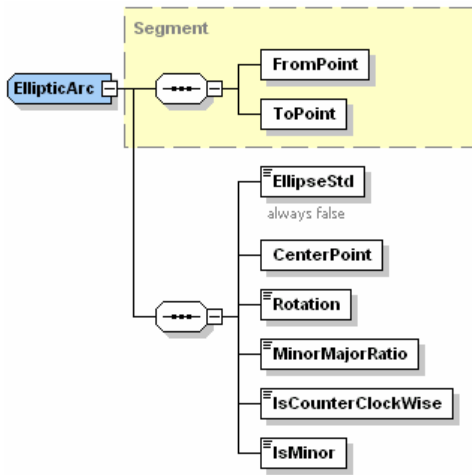 Segment
EllipticArc
FromPoint
ToPoint
EllipseStd
always false
CenterPoint
Rotation
MinorMajorRatio
IsCounterClockWise
IsMinor